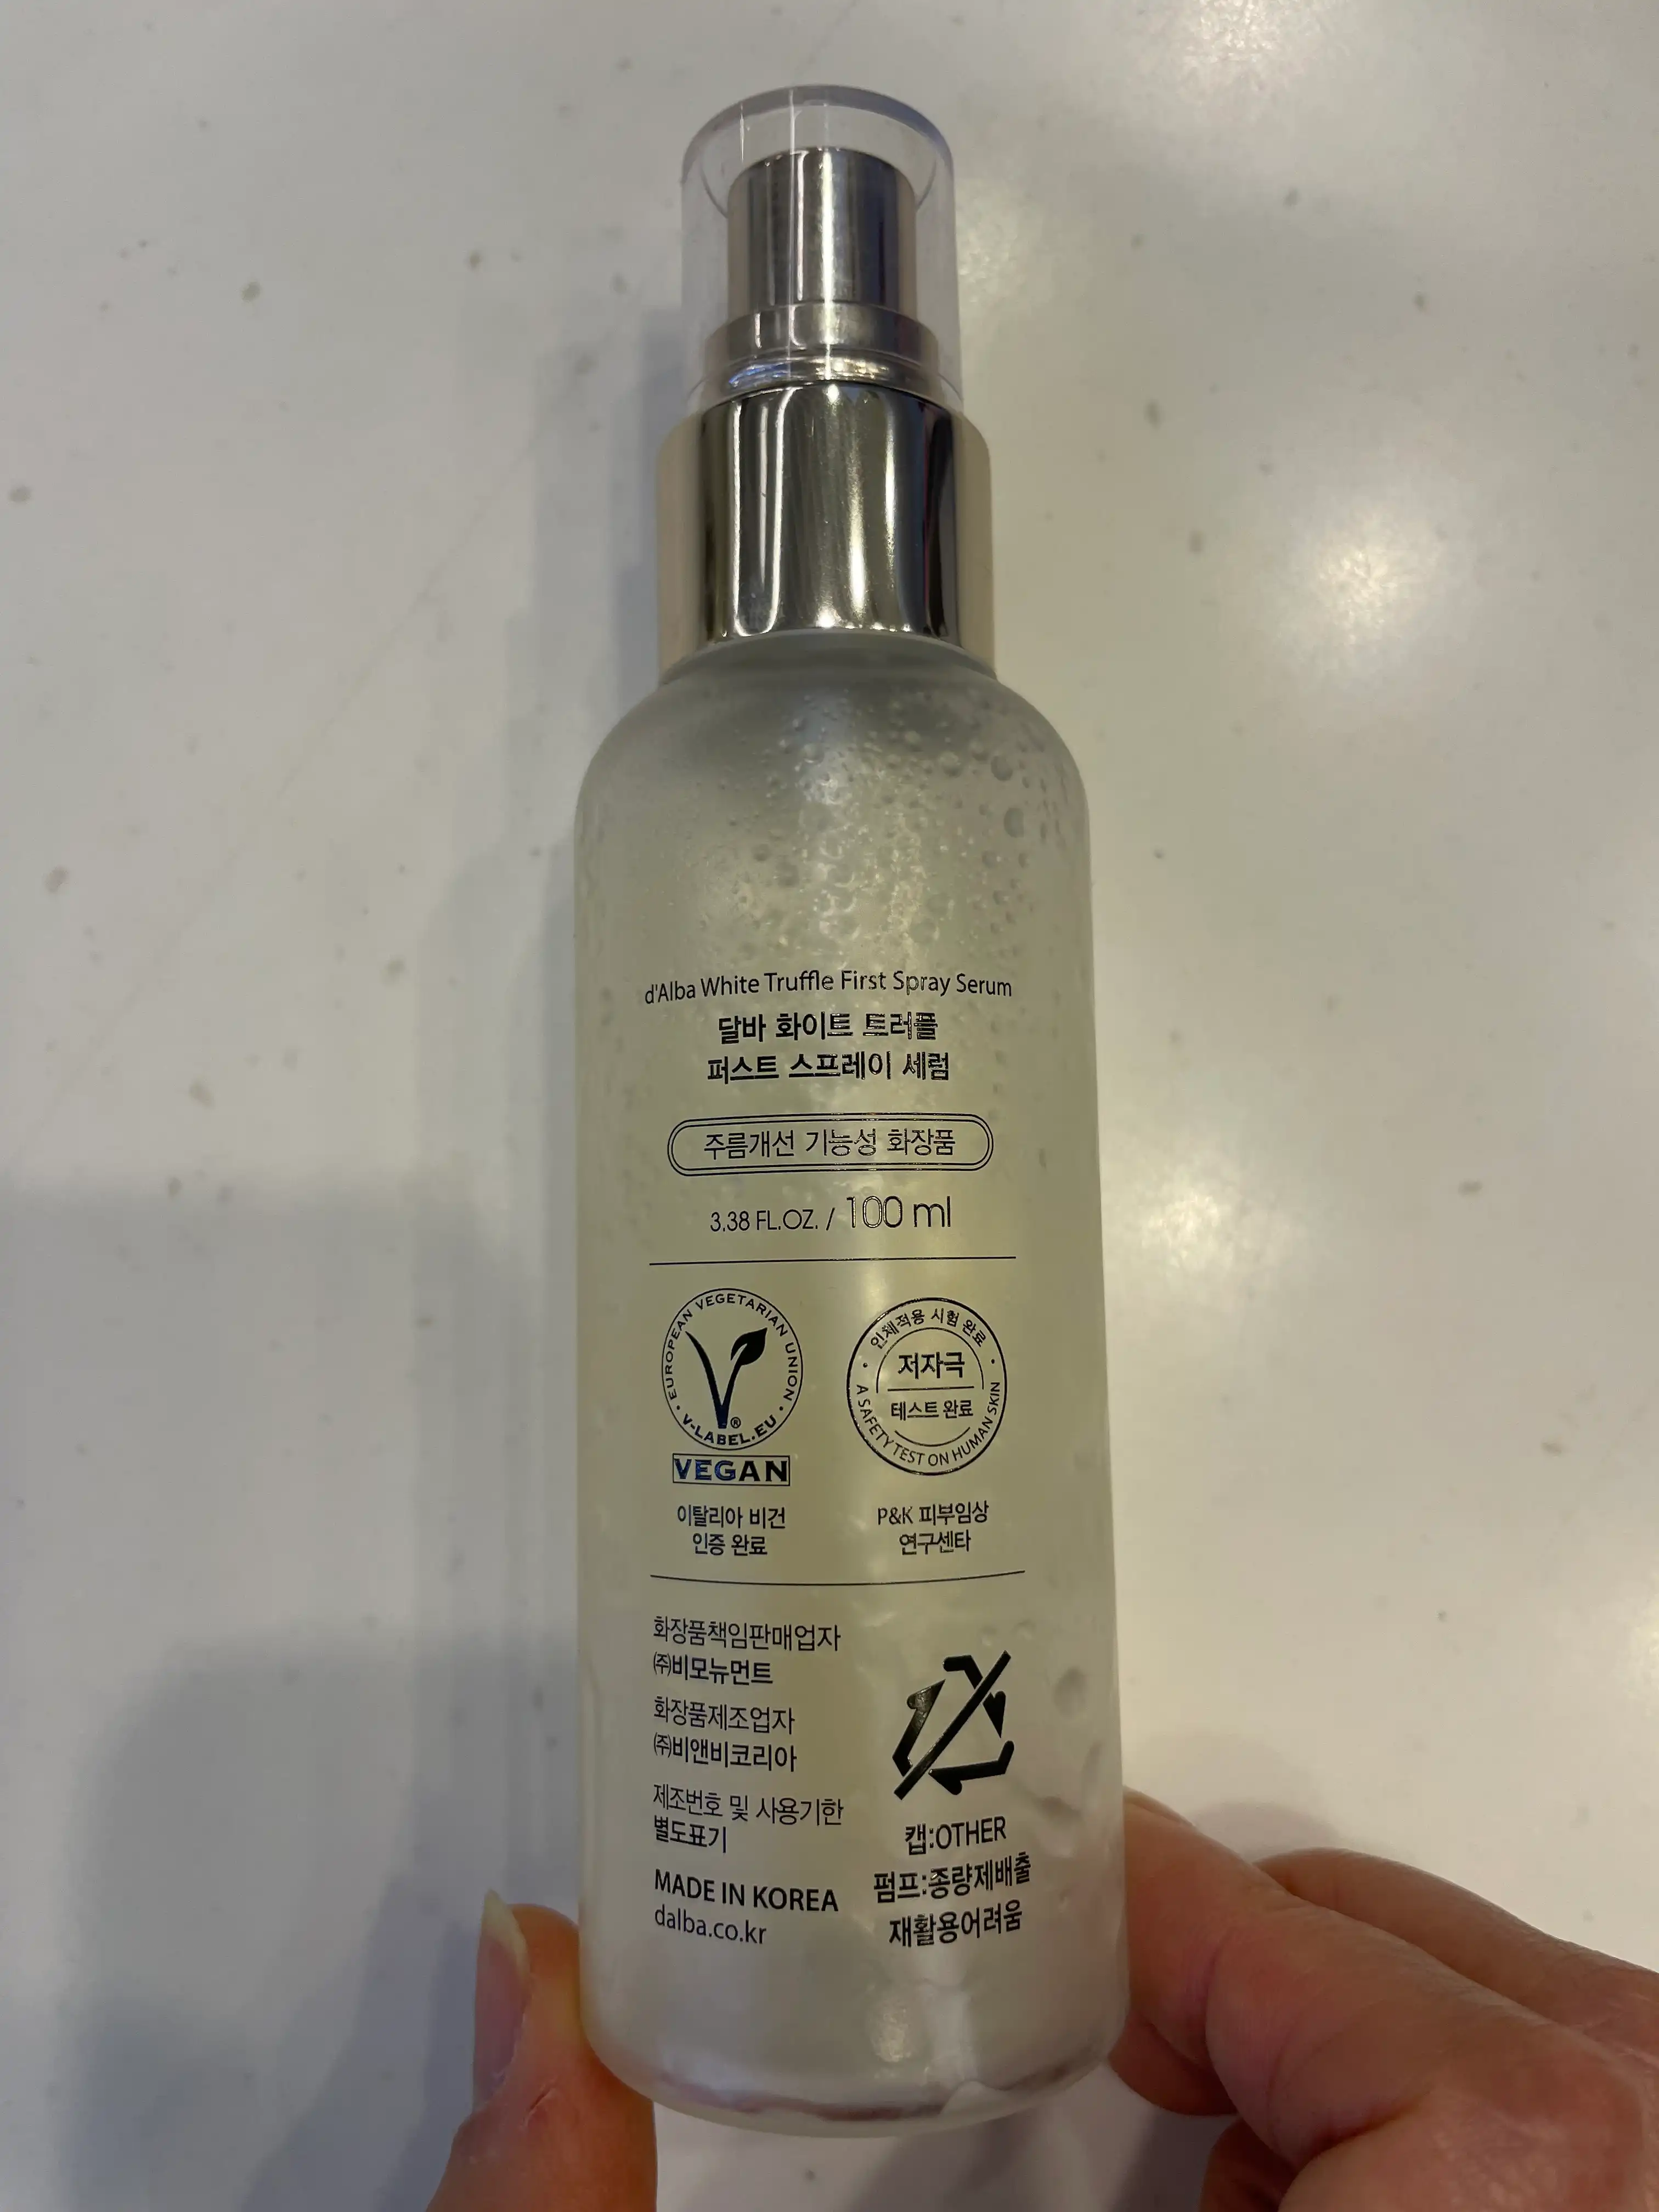 d'Alba White Truffle First Spray Serum
달바 화이트 트러플
퍼스트 스프레이 세럼
주름개선 기능성 화장품
3.38 FL.OZ. / 100 ml
EUROPEAN VEGETARIAN UNION
V-LABEL.EU
®
VEGAN
이탈리아 비건
인증 완료
인체적용 시험 완료
저자극
테스트 완료
A SAFETY TEST ON HUMAN SKIN
P&K 피부임상
연구센타
화장품책임판매업자
㈜비모뉴먼트
화장품제조업자
㈜비앤비코리아
제조번호 및 사용기한
별도표기
MADE IN KOREA
dalba.co.kr
캡:OTHER
펌프:종량제배출
재활용어려움